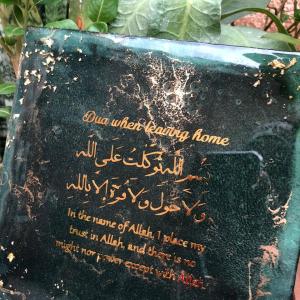 Dua when leaving home
بسم الله توكلت على الله
ولا حول ولا قوة إلا بالله
In the name of Allah, I place my
trust in Allah, and there is no
might nor power except with Allah.